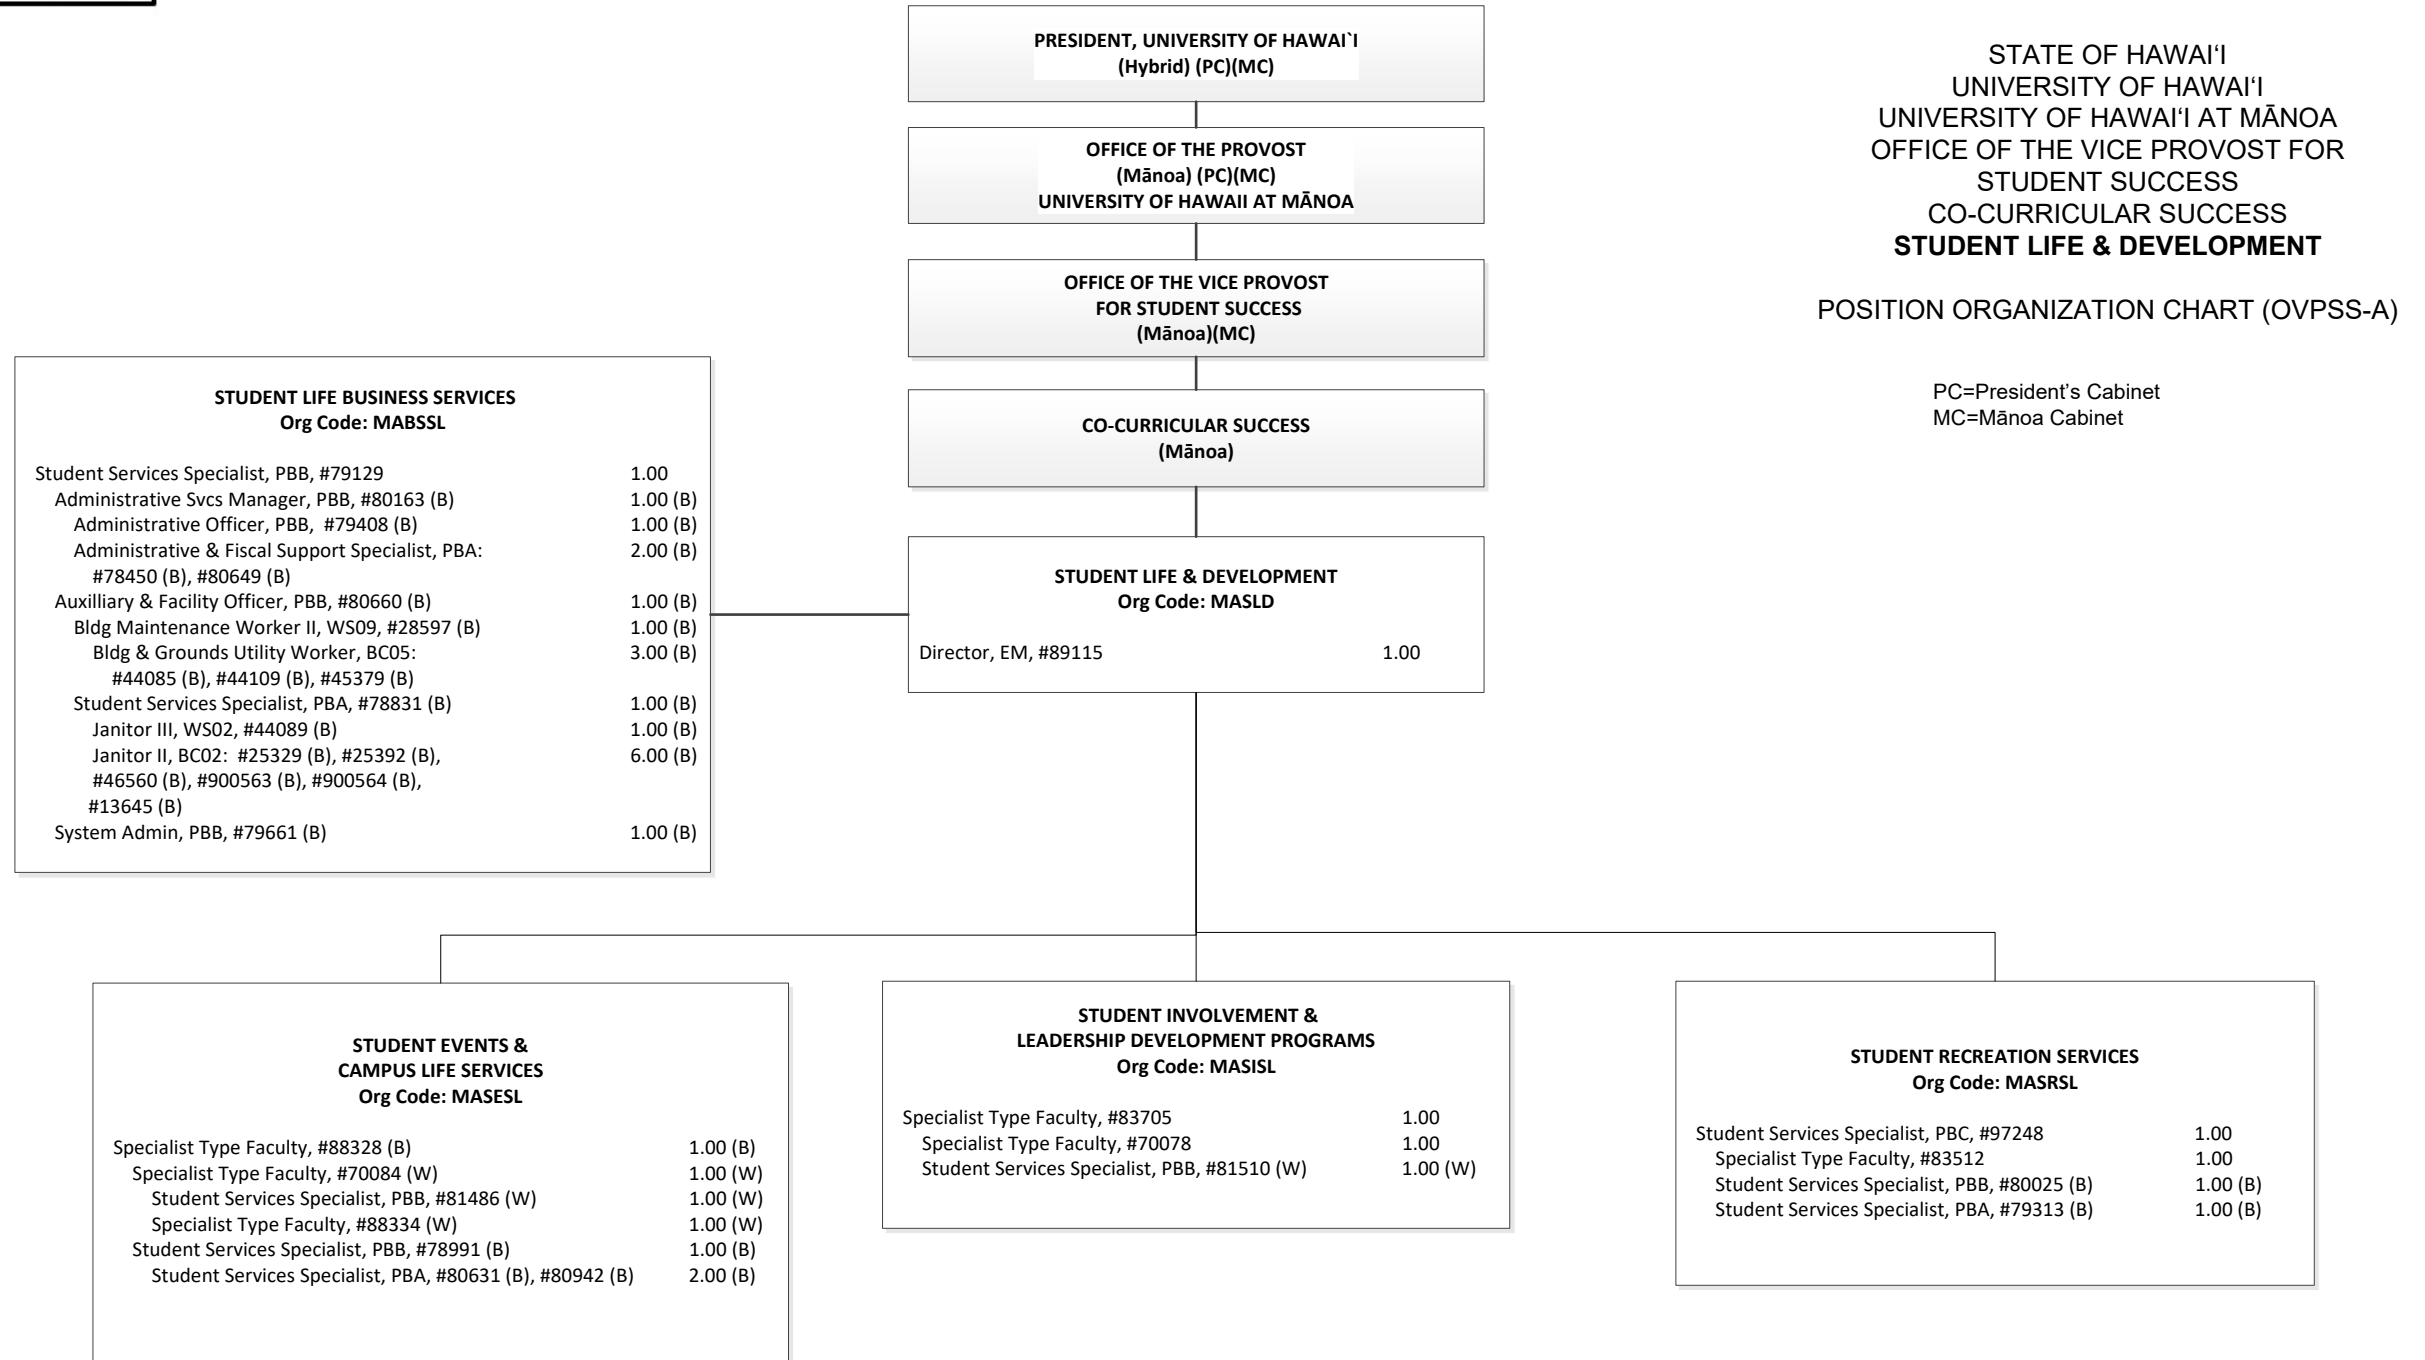 PRESIDENT, UNIVERSITY OF HAWAI`I
(Hybrid) (PC)(MC)
OFFICE OF THE PROVOST
(Mānoa) (PC)(MC)
UNIVERSITY OF HAWAII AT MĀNOA
OFFICE OF THE VICE PROVOST
FOR STUDENT SUCCESS
(Mānoa)(MC)
CO-CURRICULAR SUCCESS
(Mānoa)
STATE OF HAWAI‘I
UNIVERSITY OF HAWAI‘I
UNIVERSITY OF HAWAI‘I AT MĀNOA
OFFICE OF THE VICE PROVOST FOR
STUDENT SUCCESS
CO-CURRICULAR SUCCESS
STUDENT LIFE & DEVELOPMENT
POSITION ORGANIZATION CHART (OVPSS-A)
PC=President’s Cabinet
MC=Mānoa Cabinet
STUDENT LIFE BUSINESS SERVICES
Org Code: MABSSL
Student Services Specialist, PBB, #79129 1.00
Administrative Svcs Manager, PBB, #80163 (B) 1.00 (B)
Administrative Officer, PBB, #79408 (B) 1.00 (B)
Administrative & Fiscal Support Specialist, PBA: 2.00 (B)
#78450 (B), #80649 (B)
Auxilliary & Facility Officer, PBB, #80660 (B) 1.00 (B)
Bldg Maintenance Worker II, WS09, #28597 (B) 1.00 (B)
Bldg & Grounds Utility Worker, BC05: 3.00 (B)
#44085 (B), #44109 (B), #45379 (B)
Student Services Specialist, PBA, #78831 (B) 1.00 (B)
Janitor III, WS02, #44089 (B) 1.00 (B)
Janitor II, BC02: #25329 (B), #25392 (B), 6.00 (B)
#46560 (B), #900563 (B), #900564 (B),
#13645 (B)
System Admin, PBB, #79661 (B) 1.00 (B)
STUDENT LIFE & DEVELOPMENT
Org Code: MASLD
Director, EM, #89115 1.00
STUDENT EVENTS &
CAMPUS LIFE SERVICES
Org Code: MASESL
Specialist Type Faculty, #88328 (B) 1.00 (B)
Specialist Type Faculty, #70084 (W) 1.00 (W)
Student Services Specialist, PBB, #81486 (W) 1.00 (W)
Specialist Type Faculty, #88334 (W) 1.00 (W)
Student Services Specialist, PBB, #78991 (B) 1.00 (B)
Student Services Specialist, PBA, #80631 (B), #80942 (B) 2.00 (B)
STUDENT INVOLVEMENT &
LEADERSHIP DEVELOPMENT PROGRAMS
Org Code: MASISL
Specialist Type Faculty, #83705 1.00
Specialist Type Faculty, #70078 1.00
Student Services Specialist, PBB, #81510 (W) 1.00 (W)
STUDENT RECREATION SERVICES
Org Code: MASRSL
Student Services Specialist, PBC, #97248 1.00
Specialist Type Faculty, #83512 1.00
Student Services Specialist, PBB, #80025 (B) 1.00 (B)
Student Services Specialist, PBA, #79313 (B) 1.00 (B)